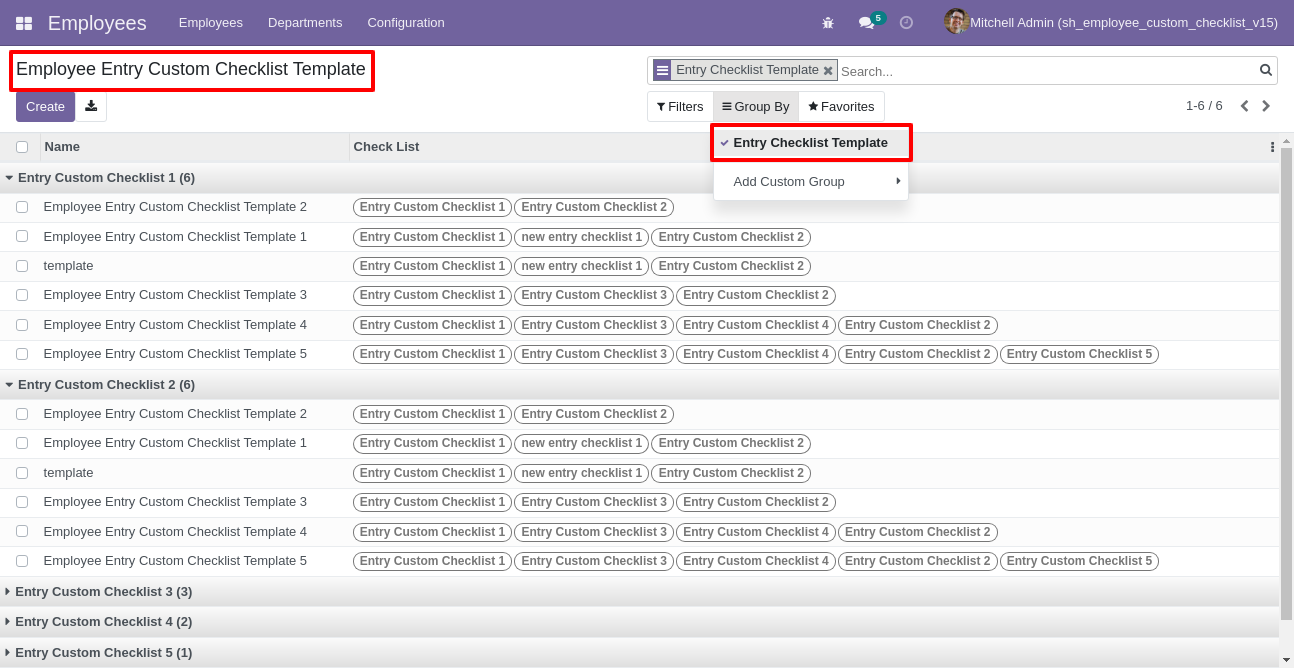 Employees Employees Departments Configuration 5 Mitchell Admin (sh_employee_custom_checklist_v15)
Employee Entry Custom Checklist Template
Entry Checklist Template Search...
Create Filters Group By Favorites 1-6 / 6
Entry Checklist Template
Add Custom Group
Name Check List
Entry Custom Checklist 1 (6)
Employee Entry Custom Checklist Template 2 Entry Custom Checklist 1 Entry Custom Checklist 2
Employee Entry Custom Checklist Template 1 Entry Custom Checklist 1 new entry checklist 1 Entry Custom Checklist 2
template Entry Custom Checklist 1 new entry checklist 1 Entry Custom Checklist 2
Employee Entry Custom Checklist Template 3 Entry Custom Checklist 1 Entry Custom Checklist 3 Entry Custom Checklist 2
Employee Entry Custom Checklist Template 4 Entry Custom Checklist 1 Entry Custom Checklist 3 Entry Custom Checklist 4 Entry Custom Checklist 2
Employee Entry Custom Checklist Template 5 Entry Custom Checklist 1 Entry Custom Checklist 3 Entry Custom Checklist 4 Entry Custom Checklist 2 Entry Custom Checklist 5
Entry Custom Checklist 2 (6)
Employee Entry Custom Checklist Template 2 Entry Custom Checklist 1 Entry Custom Checklist 2
Employee Entry Custom Checklist Template 1 Entry Custom Checklist 1 new entry checklist 1 Entry Custom Checklist 2
template Entry Custom Checklist 1 new entry checklist 1 Entry Custom Checklist 2
Employee Entry Custom Checklist Template 3 Entry Custom Checklist 1 Entry Custom Checklist 3 Entry Custom Checklist 2
Employee Entry Custom Checklist Template 4 Entry Custom Checklist 1 Entry Custom Checklist 3 Entry Custom Checklist 4 Entry Custom Checklist 2
Employee Entry Custom Checklist Template 5 Entry Custom Checklist 1 Entry Custom Checklist 3 Entry Custom Checklist 4 Entry Custom Checklist 2 Entry Custom Checklist 5
Entry Custom Checklist 3 (3)
Entry Custom Checklist 4 (2)
Entry Custom Checklist 5 (1)